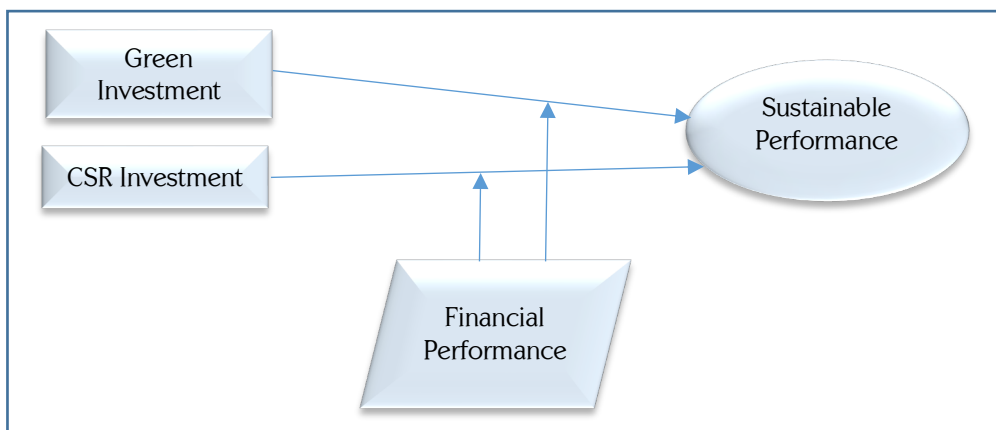 Green
Investment
CSR Investment
Sustainable
Performance
Financial
Performance